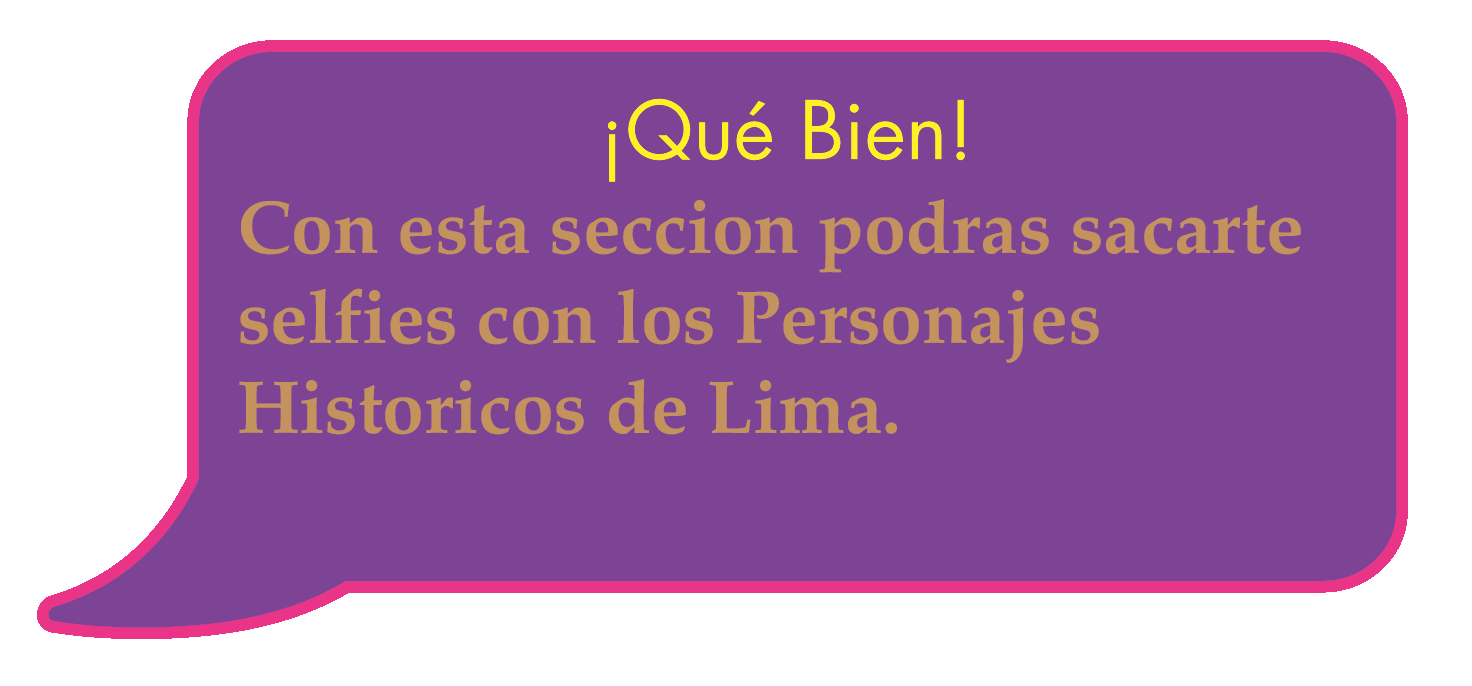 ¡Qué Bien!
Con esta seccion podras sacarte
selfies con los Personajes
Historicos de Lima.